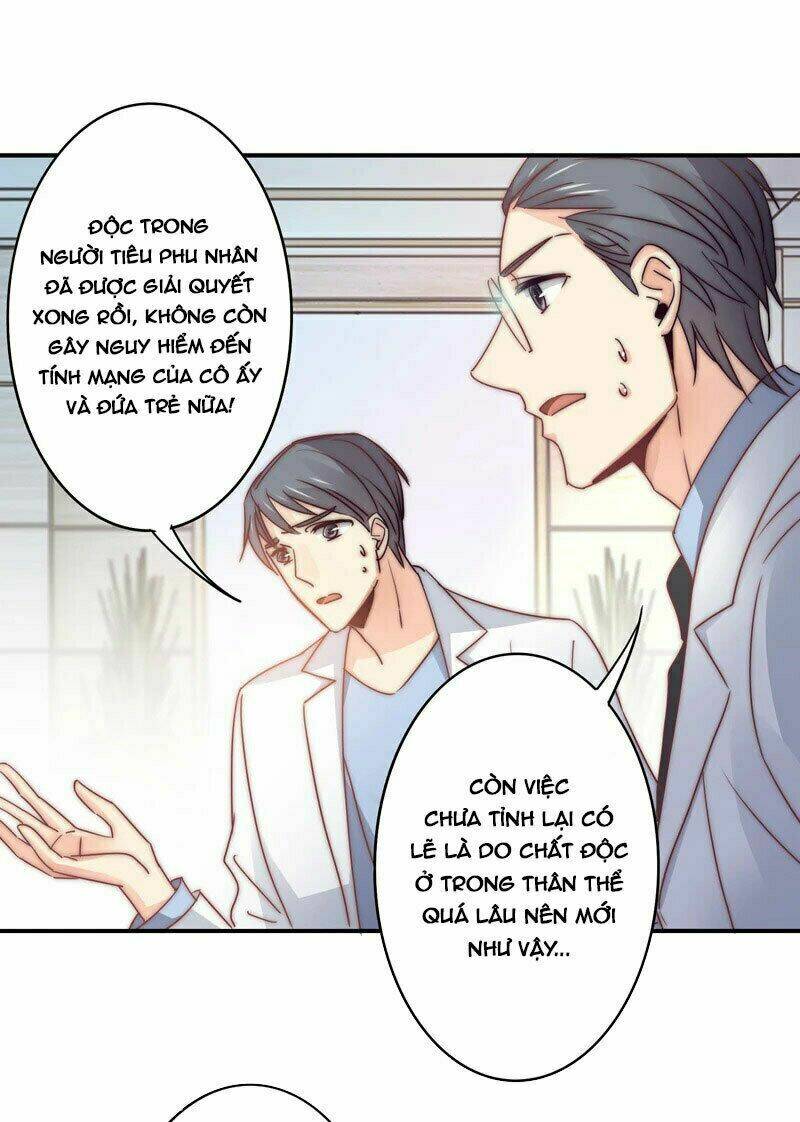 ĐỘC TRONG
NGƯỜI TIÊU PHU NHÂN
ĐÃ ĐƯỢC GIẢI QUYẾT
XONG RỒI, KHÔNG CÒN
GÂY NGUY HIỂM ĐẾN
TÍNH MẠNG CỦA CÔ ẤY
VÀ ĐỨA TRẺ NỮA!
CÒN VIỆC
CHƯA TỈNH LẠI CÓ
LẼ LÀ DO CHẤT ĐỘC
Ở TRONG THÂN THỂ
QUÁ LÂU NÊN MỚI
NHƯ VẬY...